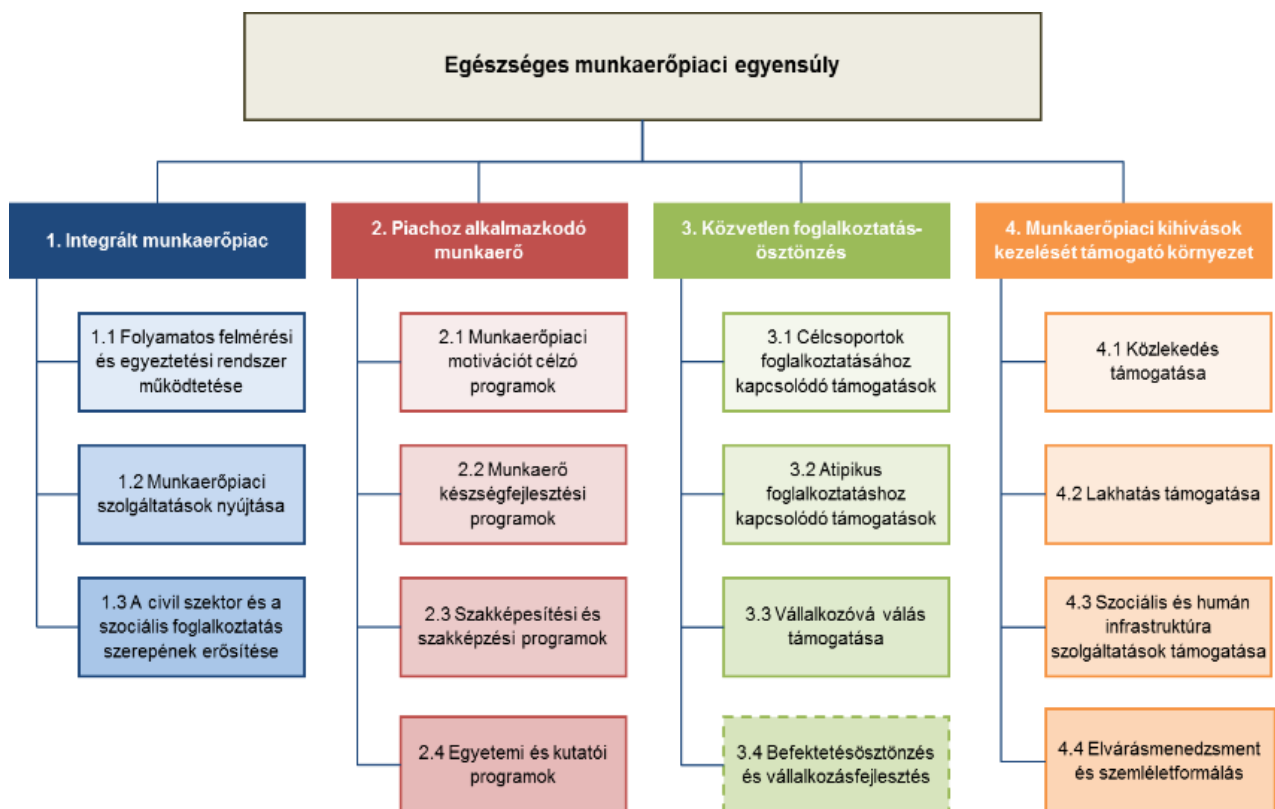 Egészséges munkaerőpiaci egyensúly
1. Integrált munkaerőpiac
1.1 Folyamatos felmérési
és egyeztetési rendszer
működtetése
1.2 Munkaerőpiaci
szolgáltatások nyújtása
1.3 A civil szektor és a
szociális foglalkoztatás
szerepének erősítése
2. Piachoz alkalmazkodó
munkaerő
2.1 Munkaerőpiaci
motivációt célzó
programok
2.2 Munkaerő
készségfejlesztési
programok
2.3 Szakképesítési és
szakképzési programok
2.4 Egyetemi és kutatói
programok
3. Közvetlen foglalkoztatás-
ösztönzés
3.1 Célcsoportok
foglalkoztatásához
kapcsolódó támogatások
3.2 Atipikus
foglalkoztatáshoz
kapcsolódó támogatások
3.3 Vállalkozóvá válás
támogatása
3.4 Befektetésösztönzés
és vállalkozásfejlesztés
4. Munkaerőpiaci kihívások
kezelését támogató környezet
4.1 Közlekedés
támogatása
4.2 Lakhatás támogatása
4.3 Szociális és humán
infrastruktúra
szolgáltatások támogatása
4.4 Elvárásmenedzsment
és szemléletformálás